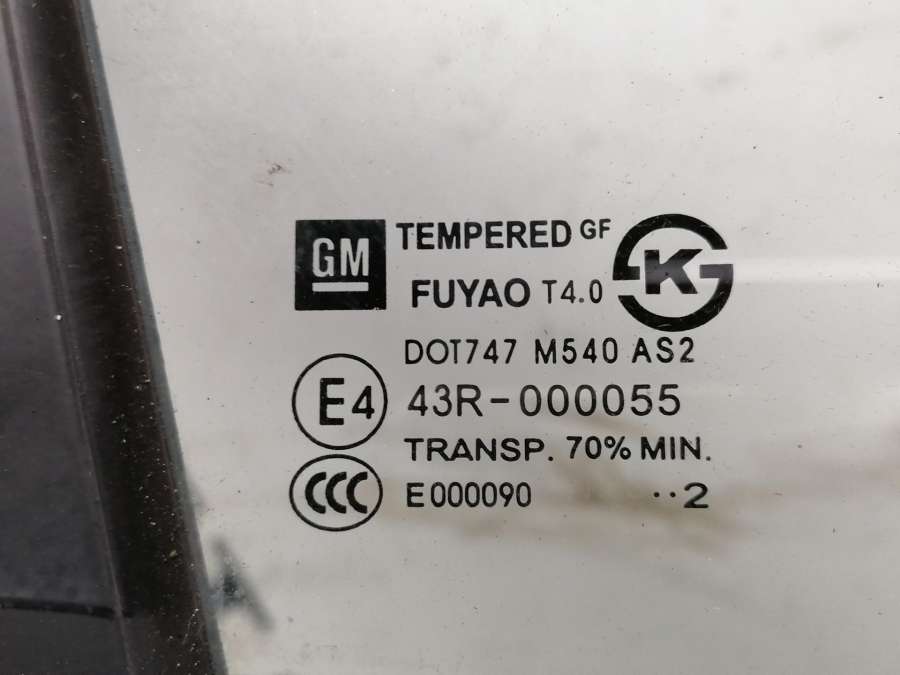 GM TEMPERED GF
FUYAO T4.0
K
DOT747 M540 AS2
E4 43R-000055
TRANSP. 70% MIN.
CCC E000090 ··2